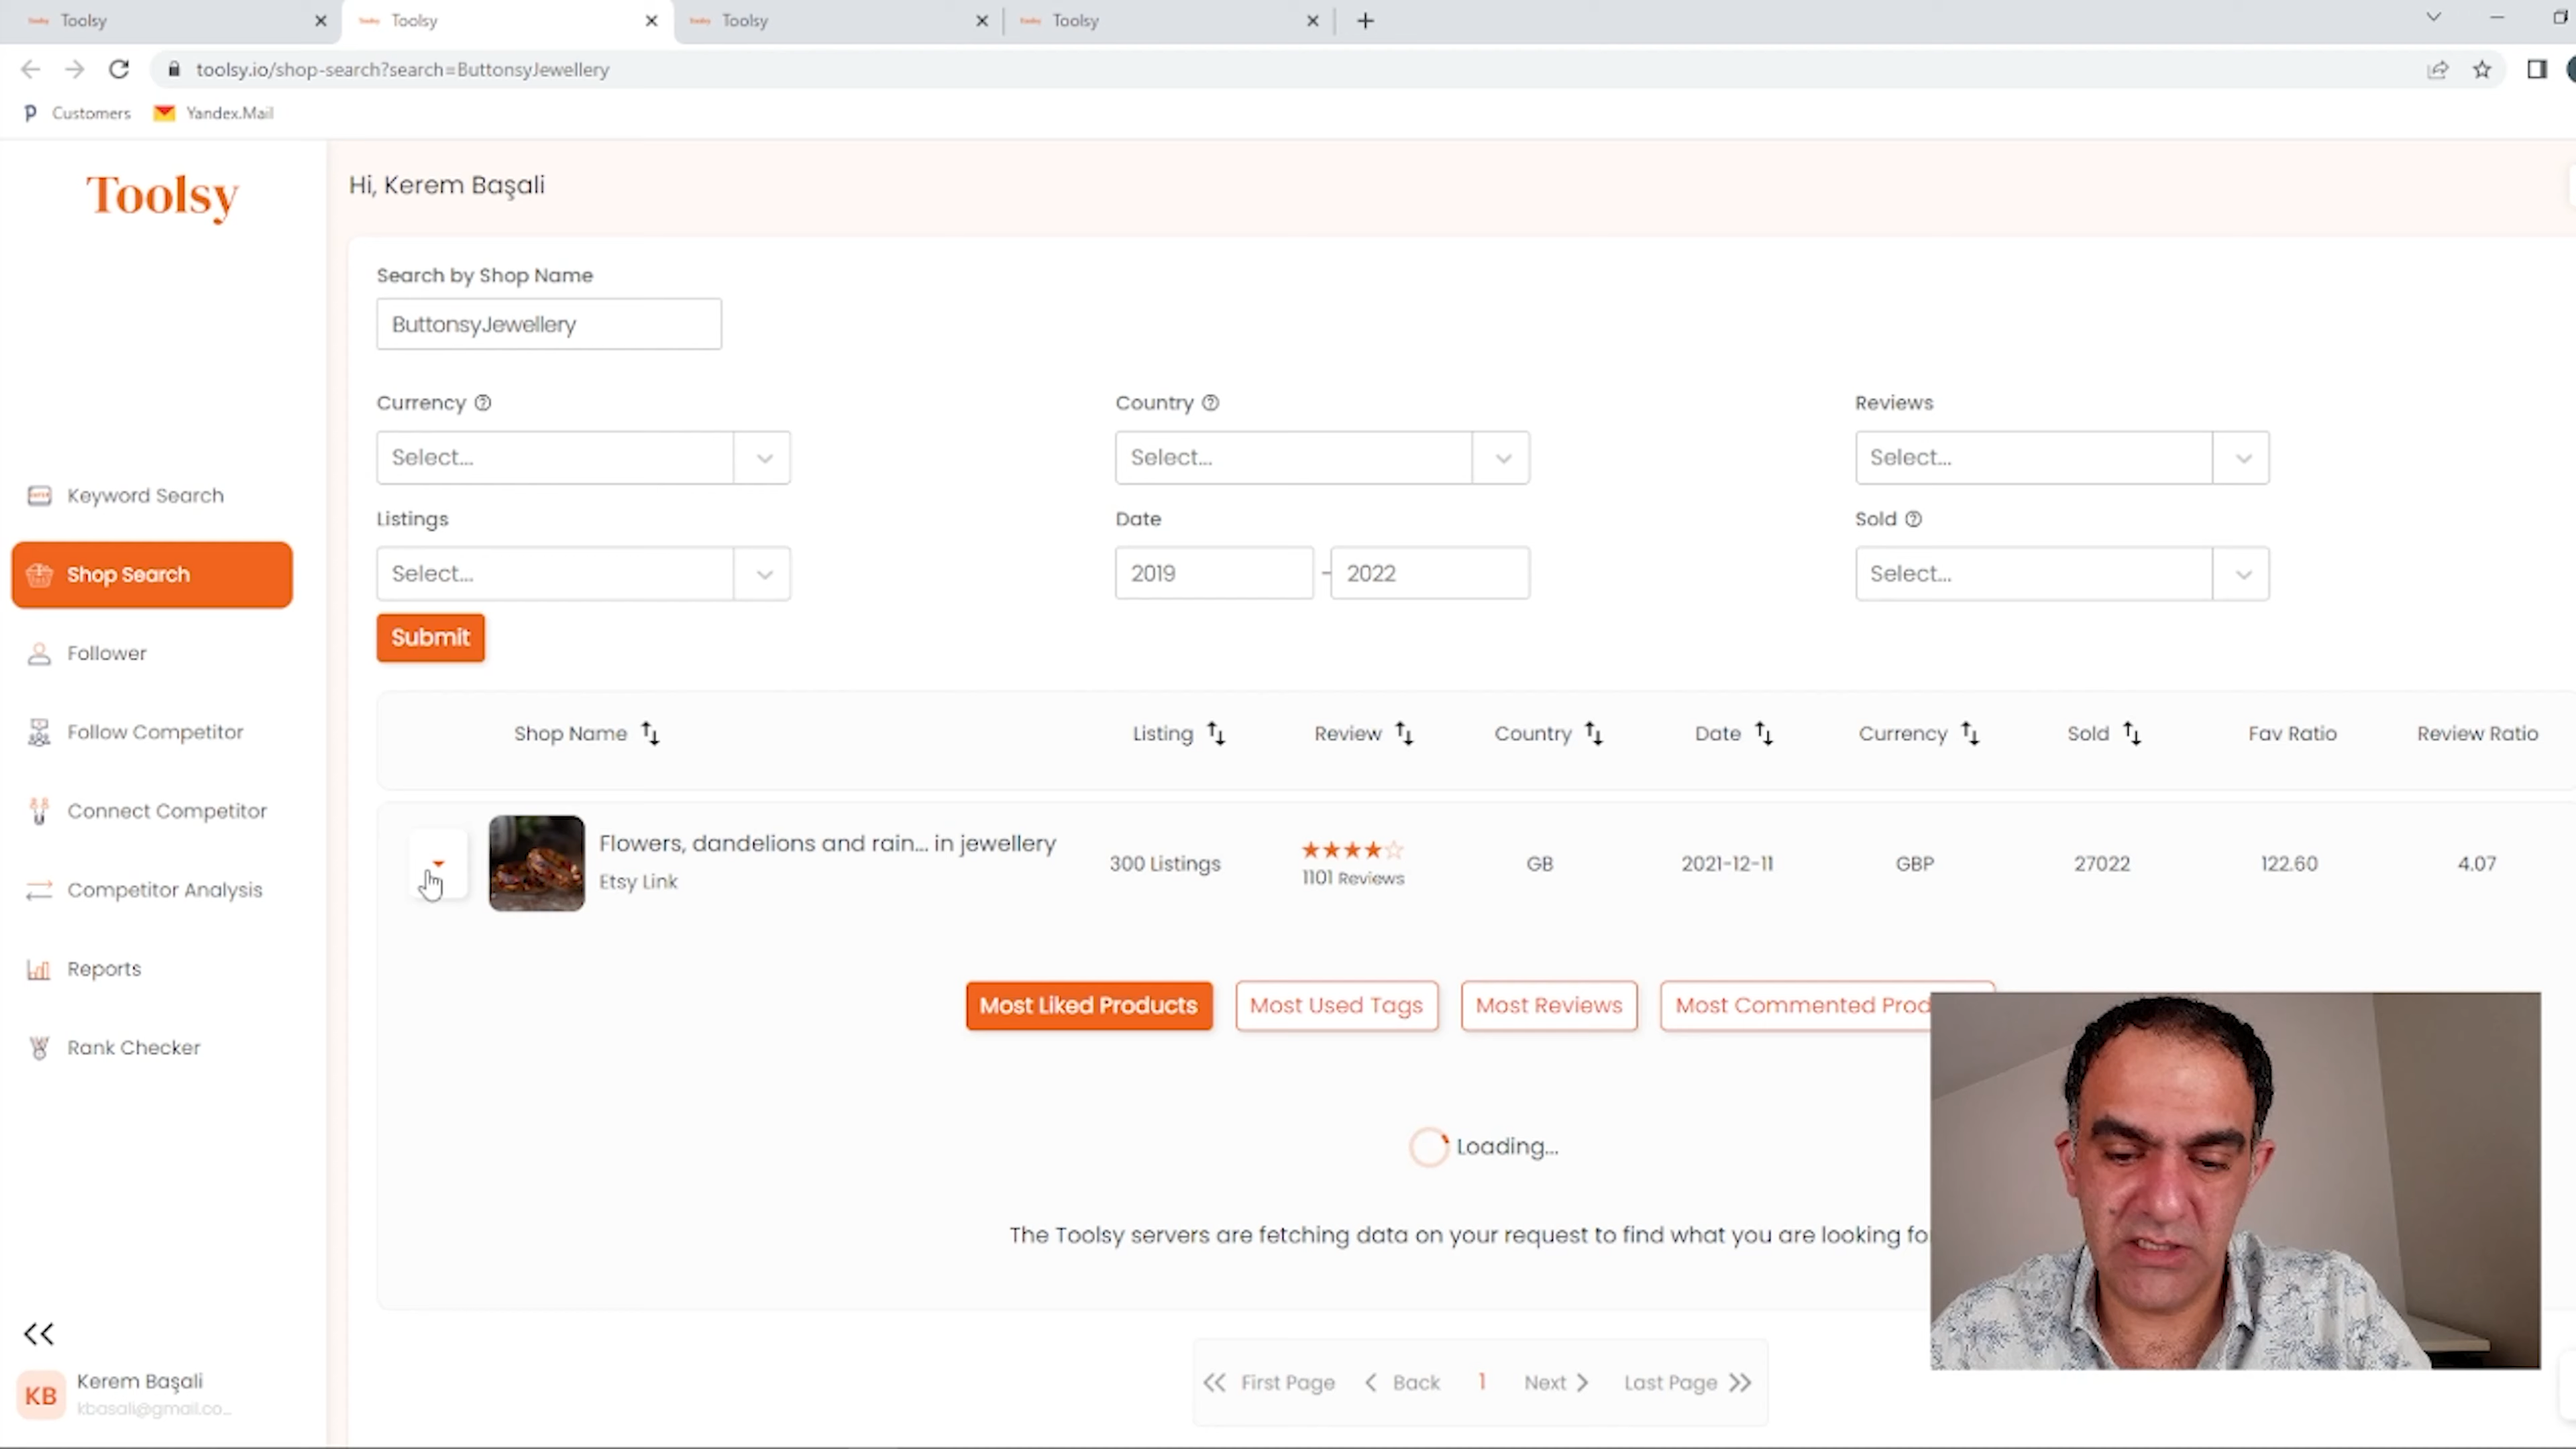 Toolsy
Toolsy
Toolsy
Toolsy
toolsy.io/shop-search?search=ButtonsyJewellery
Customers
Yandex.Mail
Toolsy
Hi, Kerem Başali
Search by Shop Name
ButtonsyJewellery
Currency
Country
Reviews
Select...
Select...
Select...
Listings
Date
Sold
Select...
2019 - 2022
Select...
Submit
Keyword Search
Shop Search
Follower
Follow Competitor
Connect Competitor
Competitor Analysis
Reports
Rank Checker
Shop Name
Listing
Review
Country
Date
Currency
Sold
Fav Ratio
Review Ratio
Flowers, dandelions and rain... in jewellery
Etsy Link
300 Listings
1101 Reviews
GB
2021-12-11
GBP
27022
122.60
4.07
Most Liked Products
Most Used Tags
Most Reviews
Most Commented Prod
Loading...
The Toolsy servers are fetching data on your request to find what you are looking fo
First Page
Back
1
Next
Last Page
KB
Kerem Başali
kbasali@gmail.co...